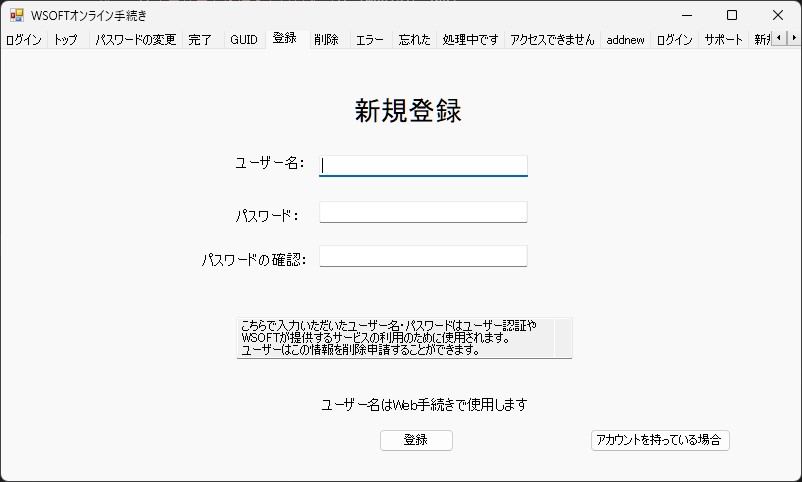 WSOFTオンライン手続き
ログイン トップ パスワードの変更 完了 GUID 登録 削除 エラー 忘れた 処理中です アクセスできません addnew ログイン サポート
新規登録
ユーザー名：
パスワード：
パスワードの確認：
こちらで入力いただいたユーザー名・パスワードはユーザー認証や
WSOFTが提供するサービスの利用のために使用されます。
ユーザーはこの情報を削除申請することができます。
ユーザー名はWeb手続きで使用します
登録 アカウントを持っている場合